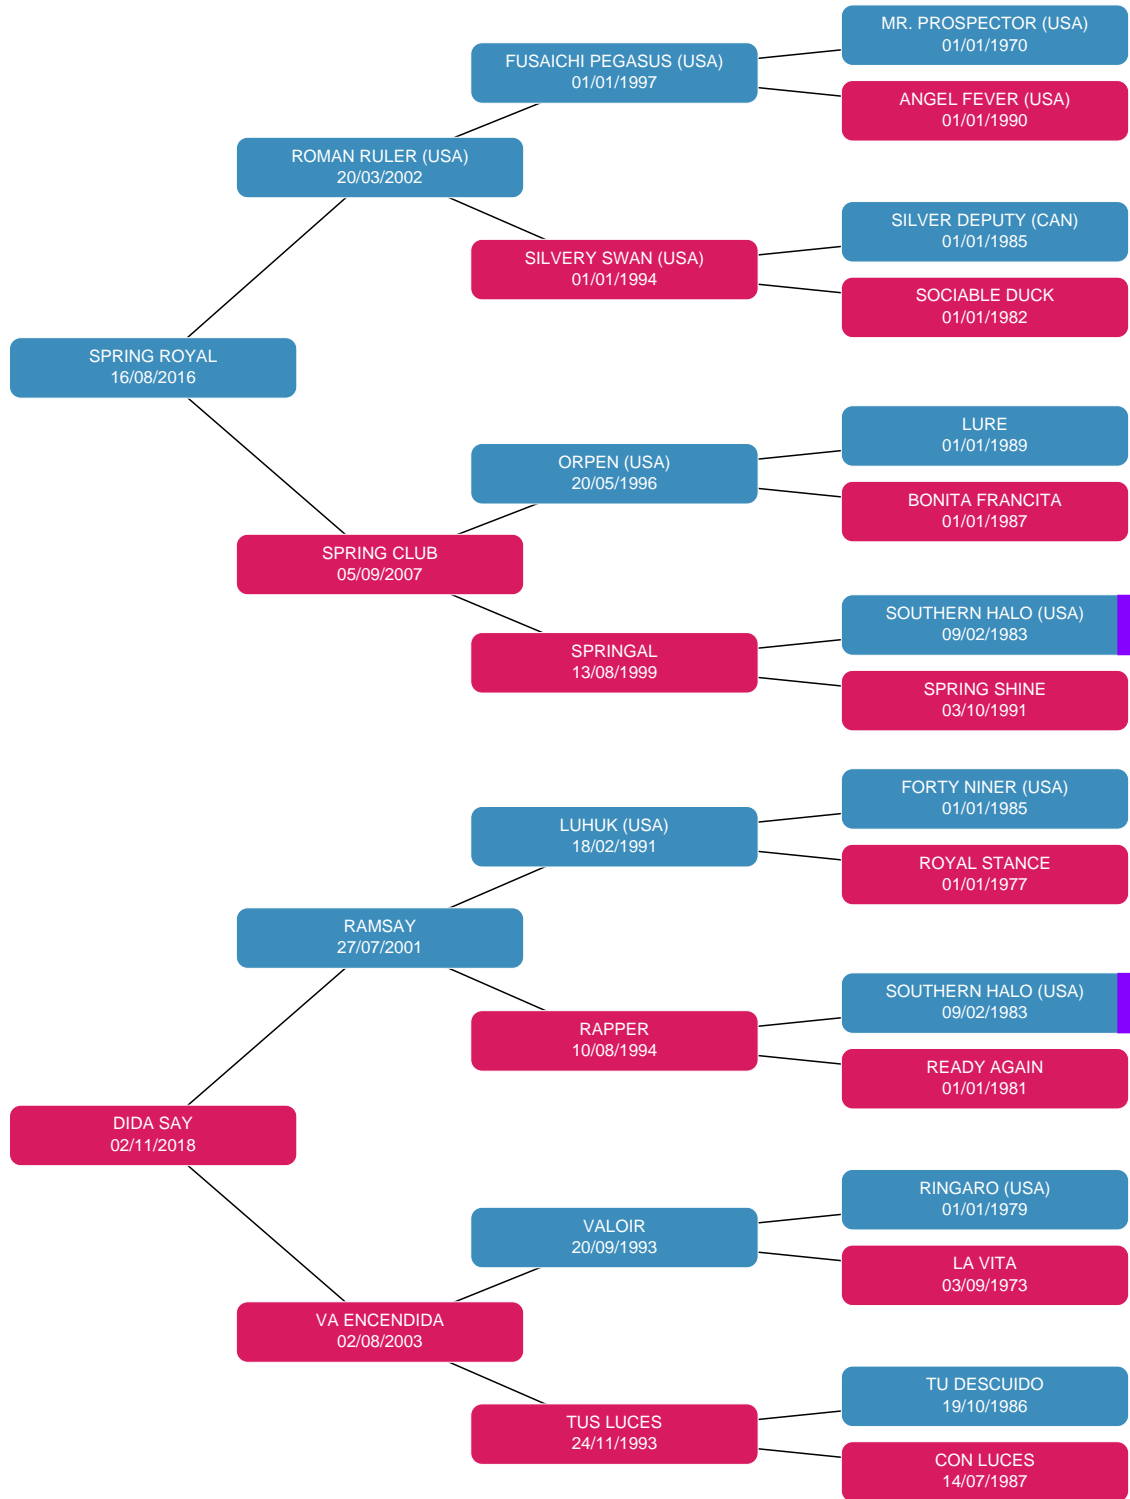 MR. PROSPECTOR (USA)
01/01/1970
FUSAICHI PEGASUS (USA)
01/01/1997
ANGEL FEVER (USA)
01/01/1990
ROMAN RULER (USA)
20/03/2002
SILVER DEPUTY (CAN)
01/01/1985
SILVERY SWAN (USA)
01/01/1994
SOCIABLE DUCK
01/01/1982
SPRING ROYAL
16/08/2016
LURE
01/01/1989
ORPEN (USA)
20/05/1996
BONITA FRANCITA
01/01/1987
SPRING CLUB
05/09/2007
SOUTHERN HALO (USA)
09/02/1983
SPRINGAL
13/08/1999
SPRING SHINE
03/10/1991
FORTY NINER (USA)
01/01/1985
LUHUK (USA)
18/02/1991
ROYAL STANCE
01/01/1977
RAMSAY
27/07/2001
SOUTHERN HALO (USA)
09/02/1983
RAPPER
10/08/1994
READY AGAIN
01/01/1981
DIDA SAY
02/11/2018
RINGARO (USA)
01/01/1979
VALOIR
20/09/1993
LA VITA
03/09/1973
VA ENCENDIDA
02/08/2003
TU DESCUIDO
19/10/1986
TUS LUCES
24/11/1993
CON LUCES
14/07/1987